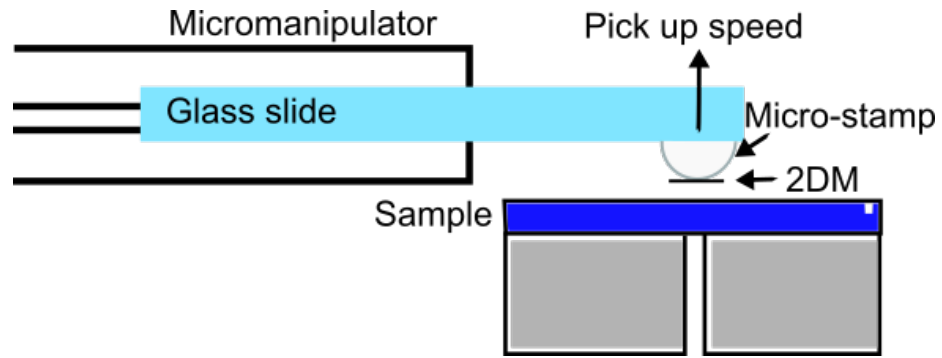 Micromanipulator
Pick up speed
Glass slide
Micro-stamp
2DM
Sample